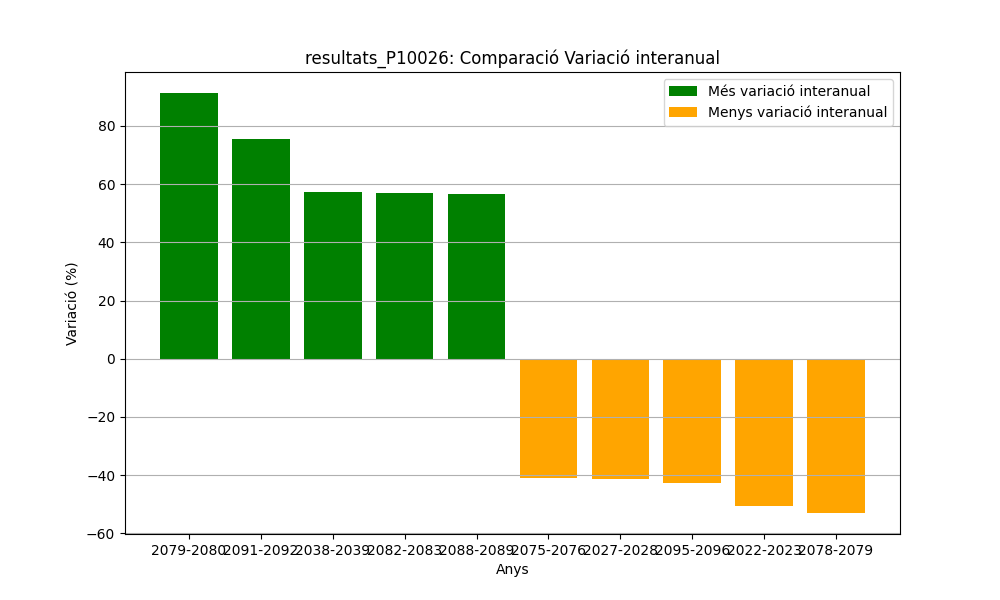 resultats_P10026: Comparació Variació interanual
Més variació interanual
Menys variació interanual
Variació (%)
80
60
40
20
0
−20
−40
−60
2079-2080 2091-2092 2038-2039 2082-2083 2088-2089 2075-2076 2027-2028 2095-2096 2022-2023 2078-2079
Anys